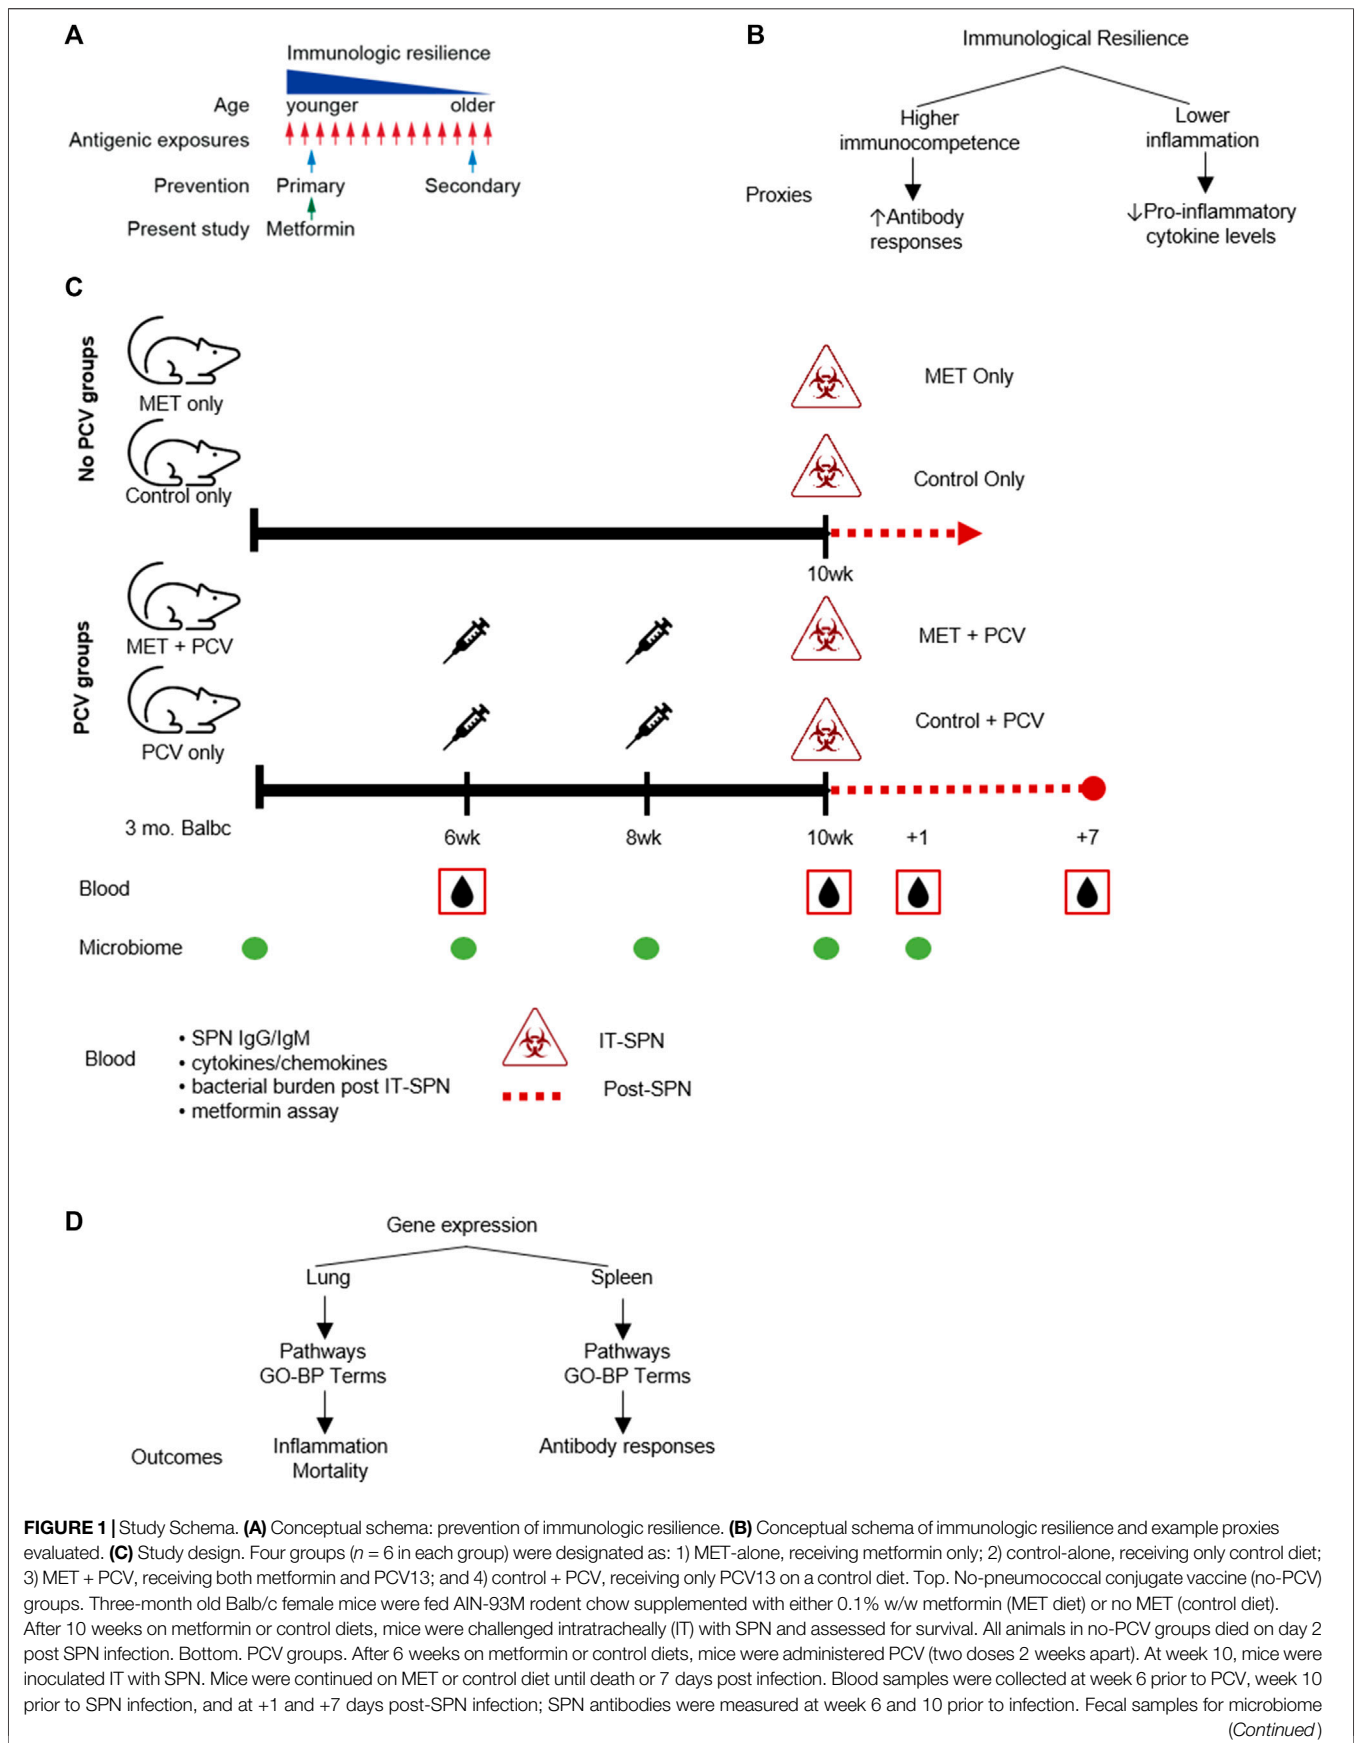 A
Immunologic resilience
Age younger older
Antigenic exposures
Prevention Primary Secondary
Present study Metformin
B
Immunological Resilience
Higher
immunocompetence
Lower
inflammation
Proxies
↑Antibody
responses
↓Pro-inflammatory
cytokine levels
C
No PCV groups
MET only
MET Only
Control only
Control Only
10wk
PCV groups
MET + PCV
MET + PCV
PCV only
Control + PCV
3 mo. Balbc
6wk 8wk 10wk +1 +7
Blood
Microbiome
Blood
• SPN IgG/IgM
• cytokines/chemokines
• bacterial burden post IT-SPN
• metformin assay
IT-SPN
Post-SPN
D
Gene expression
Lung
Spleen
Pathways
GO-BP Terms
Pathways
GO-BP Terms
Outcomes
Inflammation
Mortality
Antibody responses
FIGURE 1 | Study Schema. (A) Conceptual schema: prevention of immunologic resilience. (B) Conceptual schema of immunologic resilience and example proxies
evaluated. (C) Study design. Four groups (n = 6 in each group) were designated as: 1) MET-alone, receiving metformin only; 2) control-alone, receiving only control diet;
3) MET + PCV, receiving both metformin and PCV13; and 4) control + PCV, receiving only PCV13 on a control diet. Top. No-pneumococcal conjugate vaccine (no-PCV)
groups. Three-month old Balb/c female mice were fed AIN-93M rodent chow supplemented with either 0.1% w/w metformin (MET diet) or no MET (control diet).
After 10 weeks on metformin or control diets, mice were challenged intratracheally (IT) with SPN and assessed for survival. All animals in no-PCV groups died on day 2
post SPN infection. Bottom. PCV groups. After 6 weeks on metformin or control diets, mice were administered PCV (two doses 2 weeks apart). At week 10, mice were
inoculated IT with SPN. Mice were continued on MET or control diet until death or 7 days post infection. Blood samples were collected at week 6 prior to PCV, week 10
prior to SPN infection, and at +1 and +7 days post-SPN infection; SPN antibodies were measured at week 6 and 10 prior to infection. Fecal samples for microbiome
(Continued)